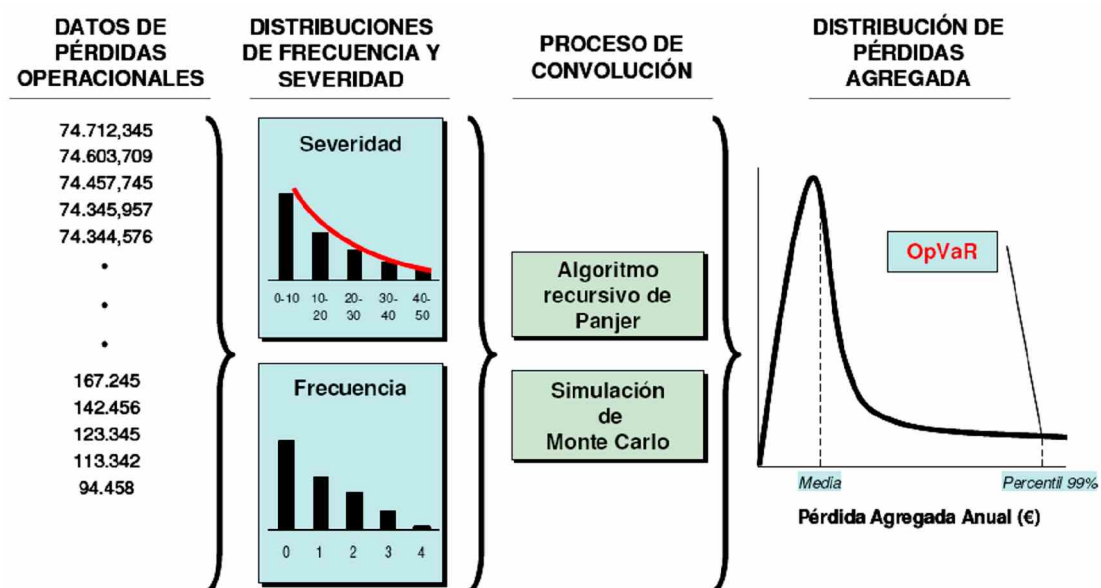 DATOS DE
PÉRDIDAS
OPERACIONALES
74.712,345
74.603,709
74.457,745
74.345,957
74.344,576
167.245
142.456
123.345
113.342
94.458
DISTRIBUCIONES
DE FRECUENCIA Y
SEVERIDAD
Severidad
0-10
10-
20
20-
30
30-
40
40-
50
Frecuencia
0 1 2 3 4
PROCESO DE
CONVOLUCIÓN
Algoritmo
recursivo de
Panjer
Simulación
de
Monte Carlo
DISTRIBUCIÓN DE
PÉRDIDAS
AGREGADA
OpVaR
Media
Percentil 99%
Pérdida Agregada Anual (€)